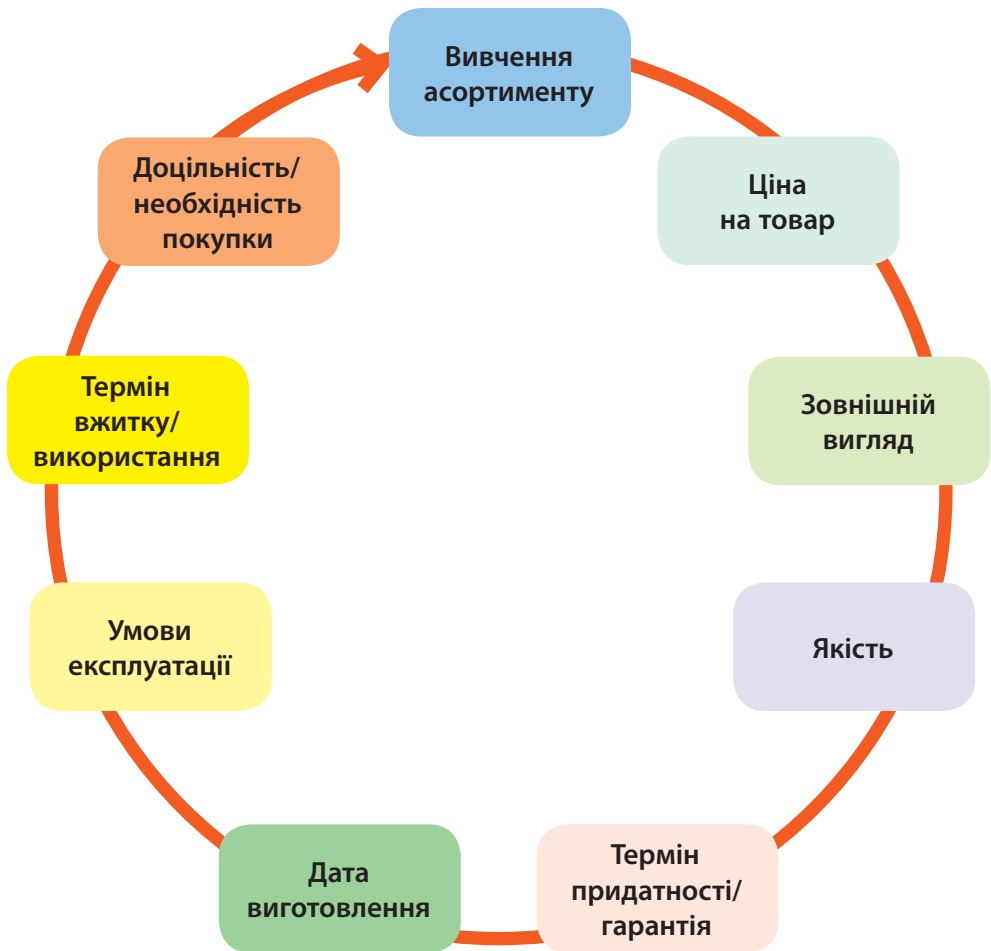 Вивчення
асортименту
Ціна
на товар
Зовнішній
вигляд
Якість
Термін
придатності/
гарантія
Дата
виготовлення
Умови
експлуатації
Термін
вжитку/
використання
Доцільність/
необхідність
покупки